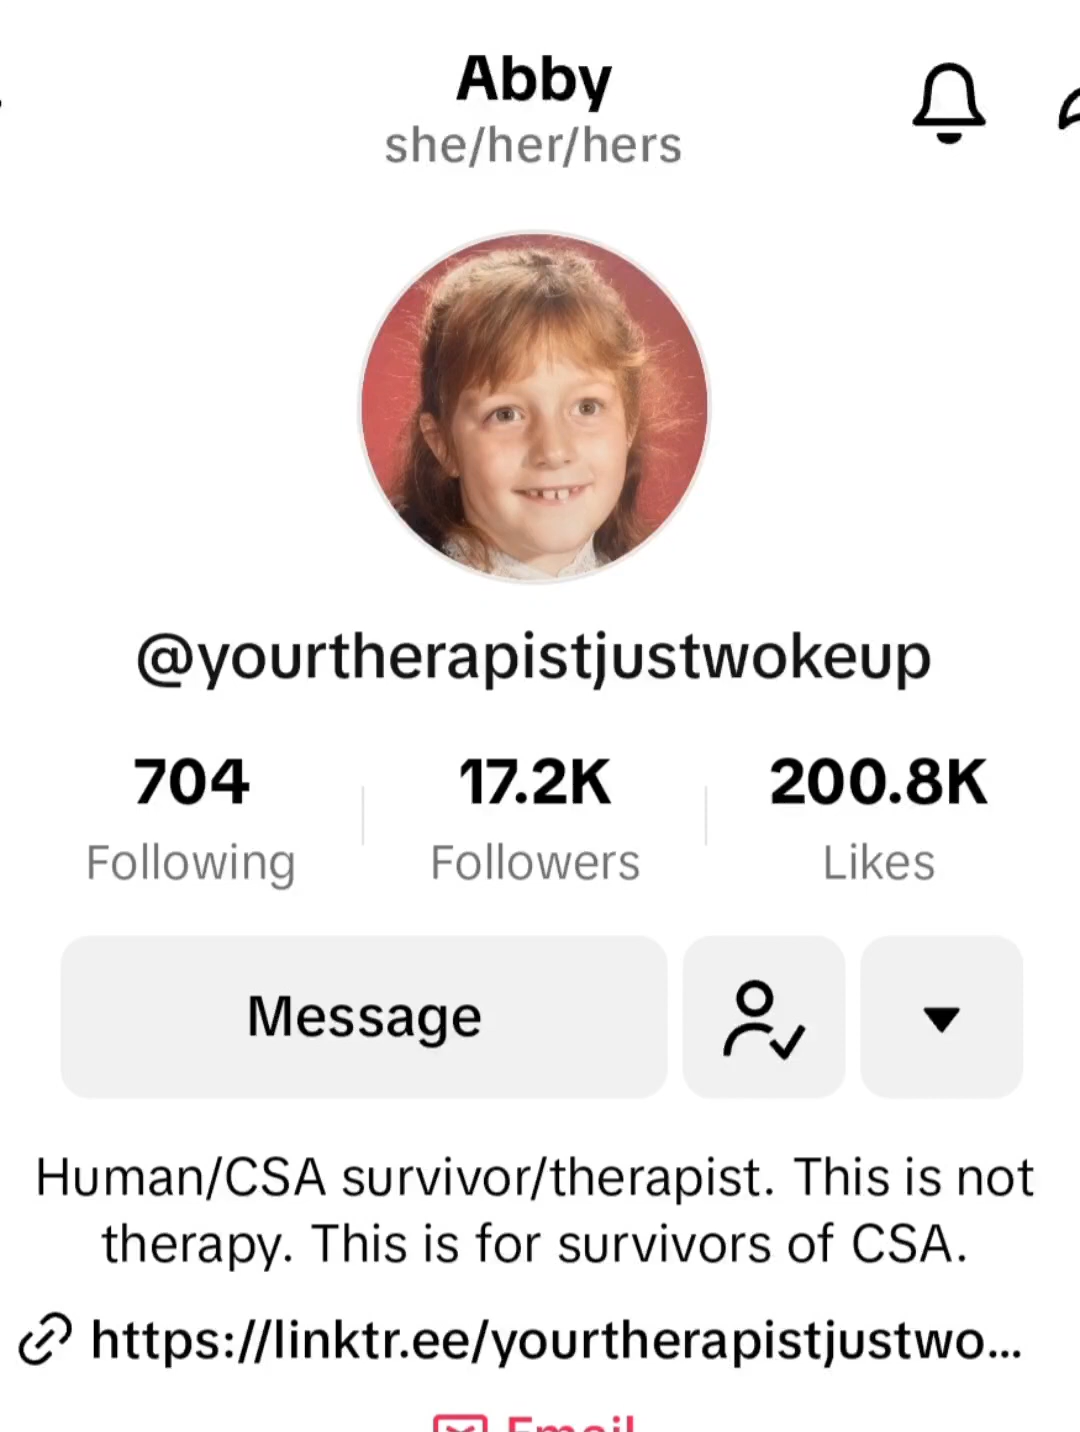 Abby
she/her/hers
@yourtherapistjustwokeup
704 17.2K 200.8K
Following Followers Likes
Message
Human/CSA survivor/therapist. This is not
therapy. This is for survivors of CSA.
https://linktr.ee/yourtherapistjustwo...
Email